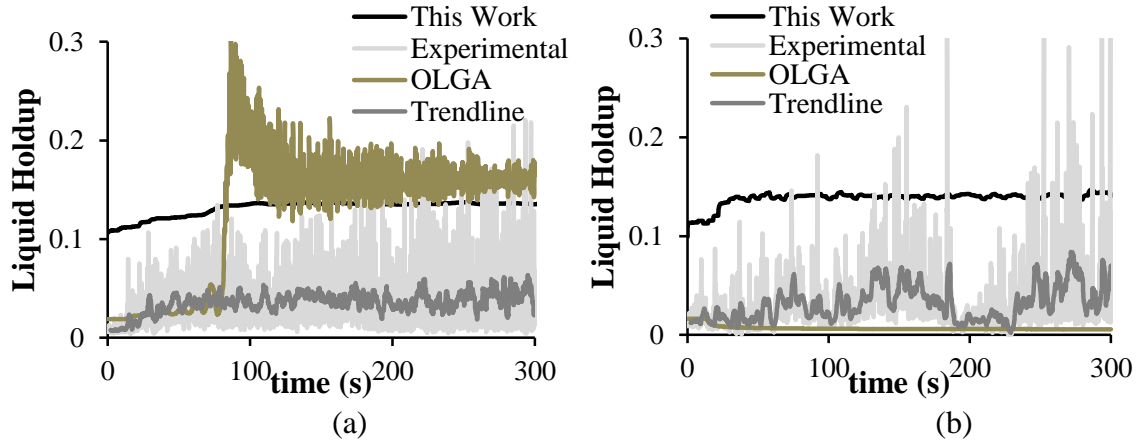 This Work
Experimental
OLGA
Trendline
0.3
0.2
0.1
0
Liquid Holdup
0
100
200
300
time (s)
(a)
This Work
Experimental
OLGA
Trendline
0.3
0.2
0.1
0
Liquid Holdup
0
100
200
300
time (s)
(b)